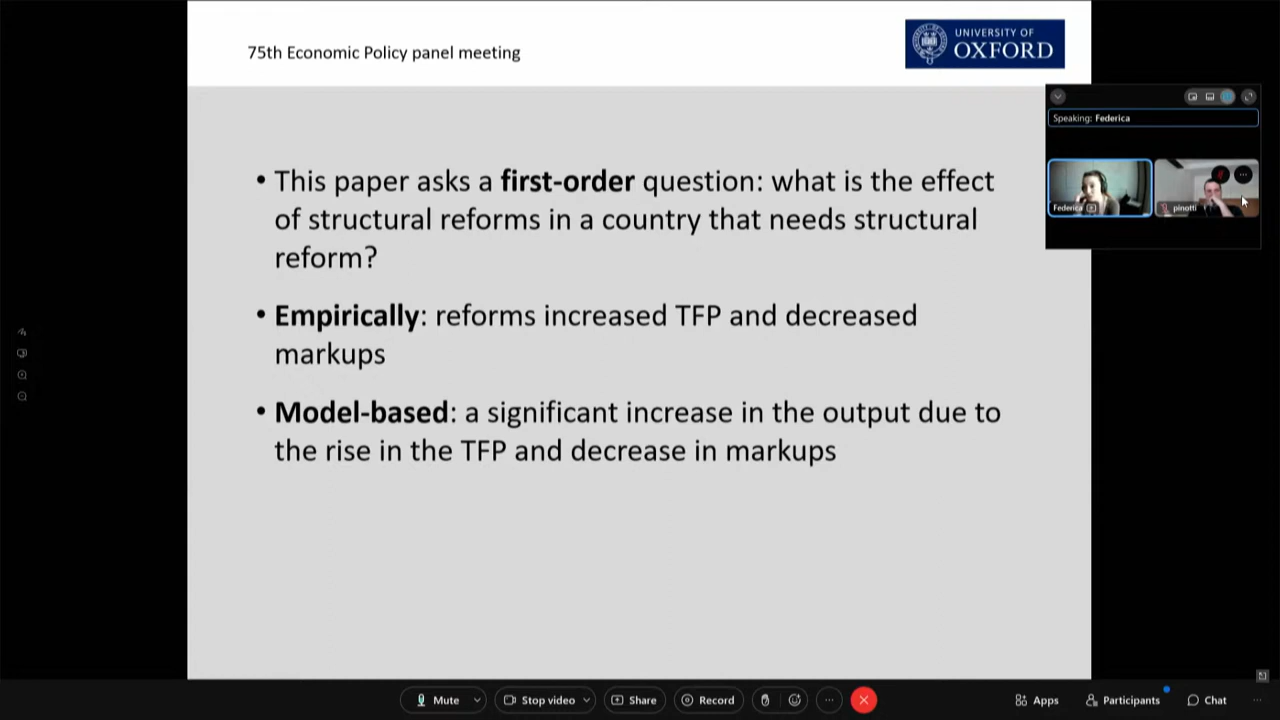 75th Economic Policy panel meeting
UNIVERSITY OF
OXFORD
Speaking: Federica
Federica
pinotti
• This paper asks a first-order question: what is the effect
of structural reforms in a country that needs structural
reform?
• Empirically: reforms increased TFP and decreased
markups
• Model-based: a significant increase in the output due to
the rise in the TFP and decrease in markups
Mute
Stop video
Share
Record
Apps
Participants
Chat